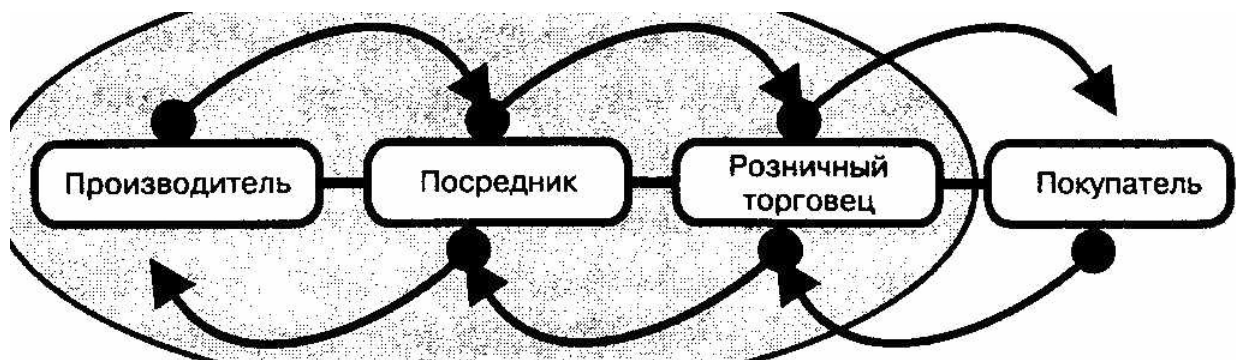 Производитель
Посредник
Розничный
торговец
Покупатель